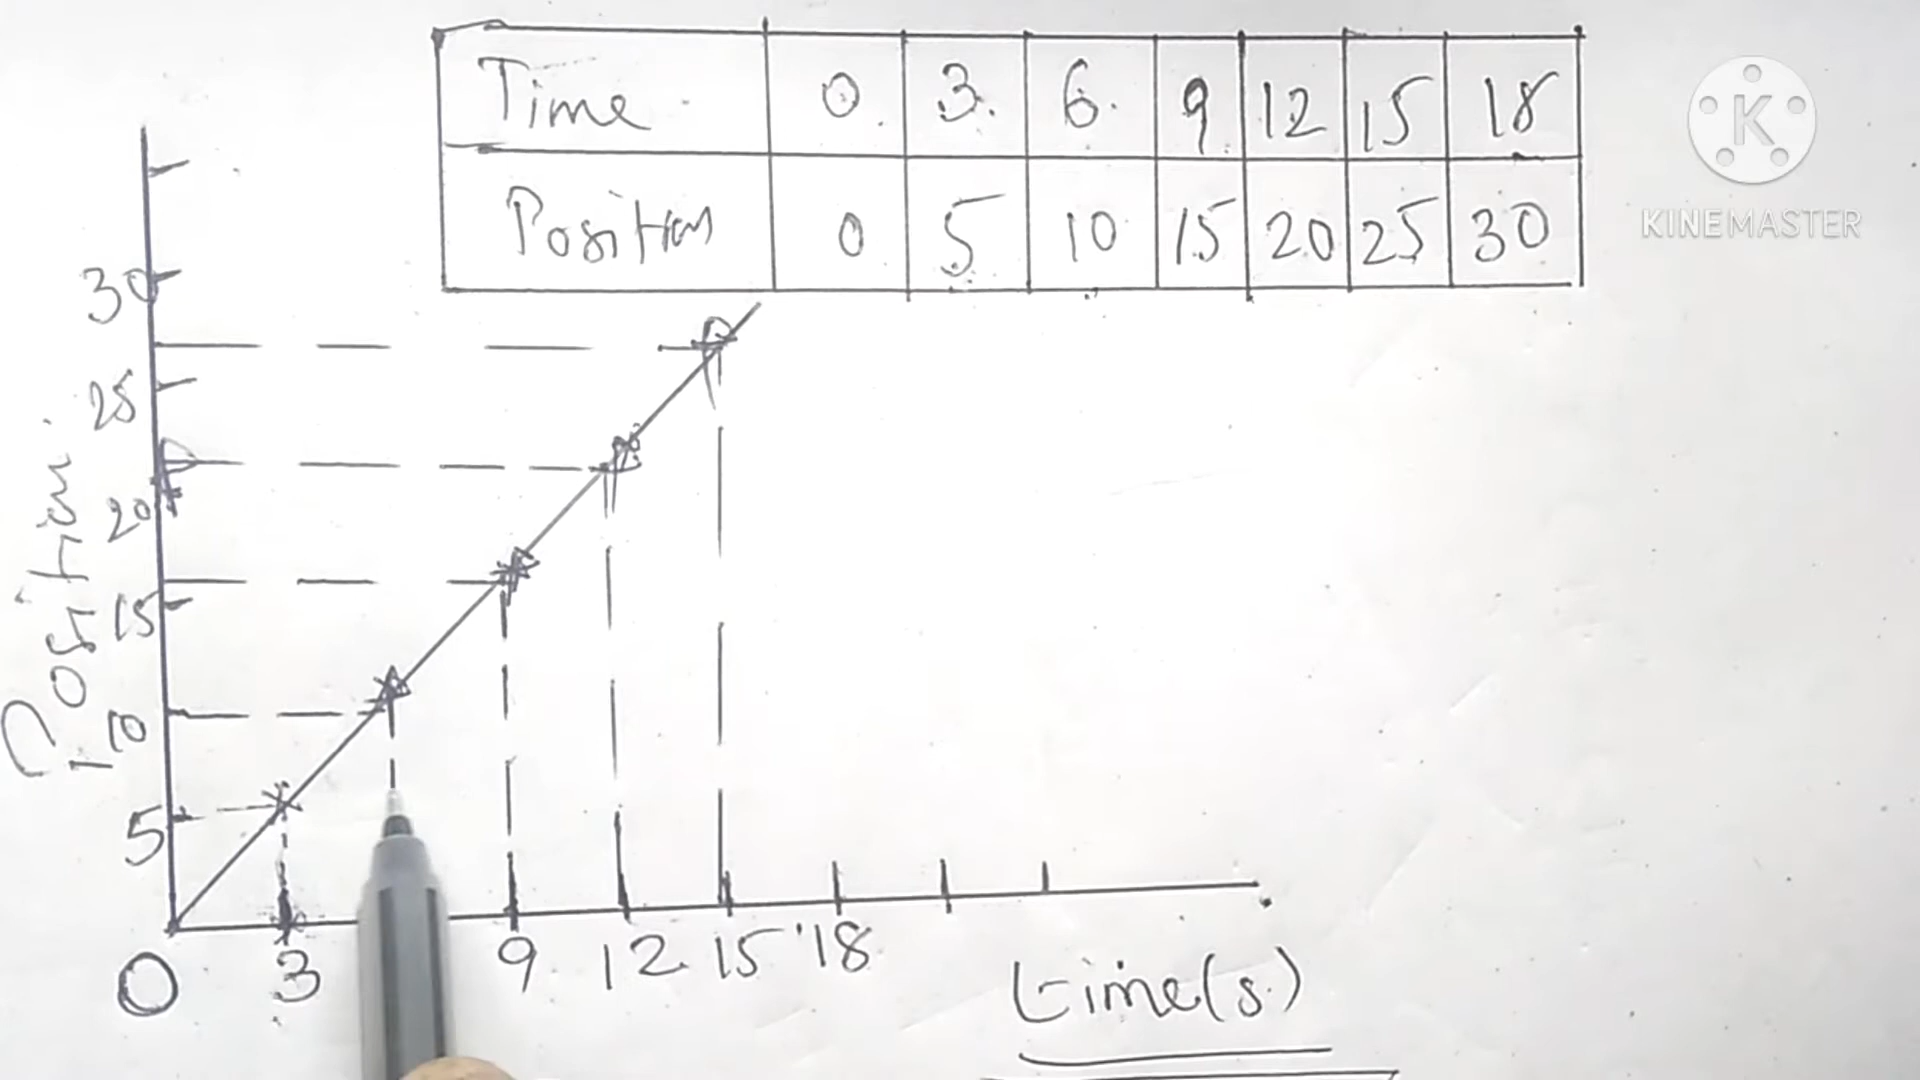 Time 0 3 6 9 12 15 18
Position 0 5 10 15 20 25 30
K
KINEMASTER
30
25
20
15
10
5
Position
0 3 9 12 15 18
time(s)